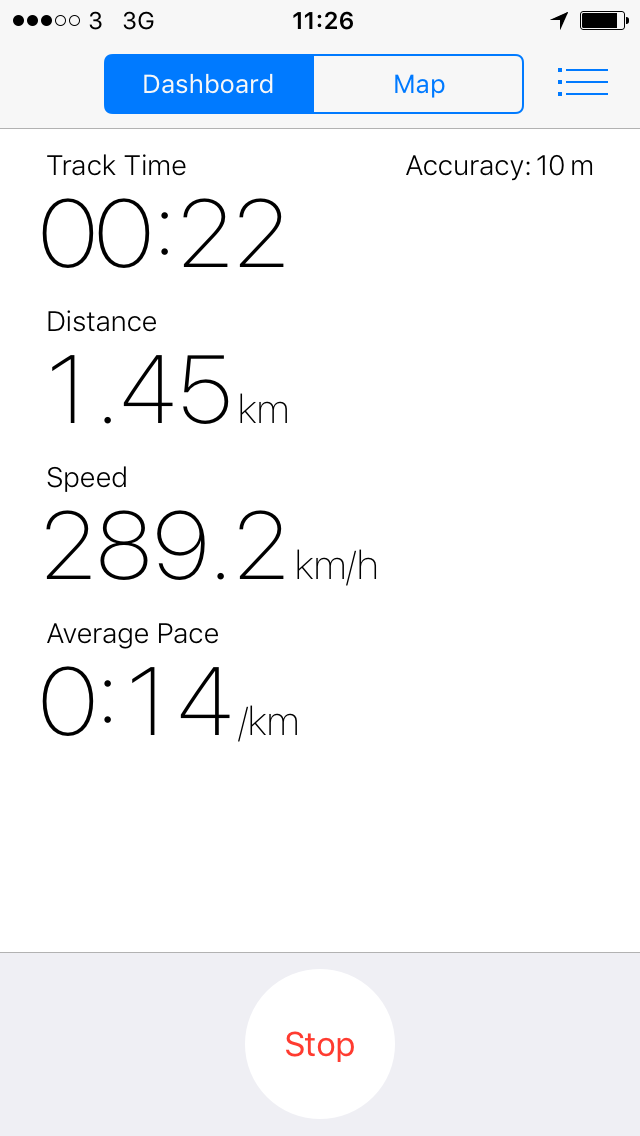 3 3G 11:26
Dashboard Map
Track Time Accuracy: 10 m
00:22
Distance
1.45 km
Speed
289.2 km/h
Average Pace
0:14 /km
Stop